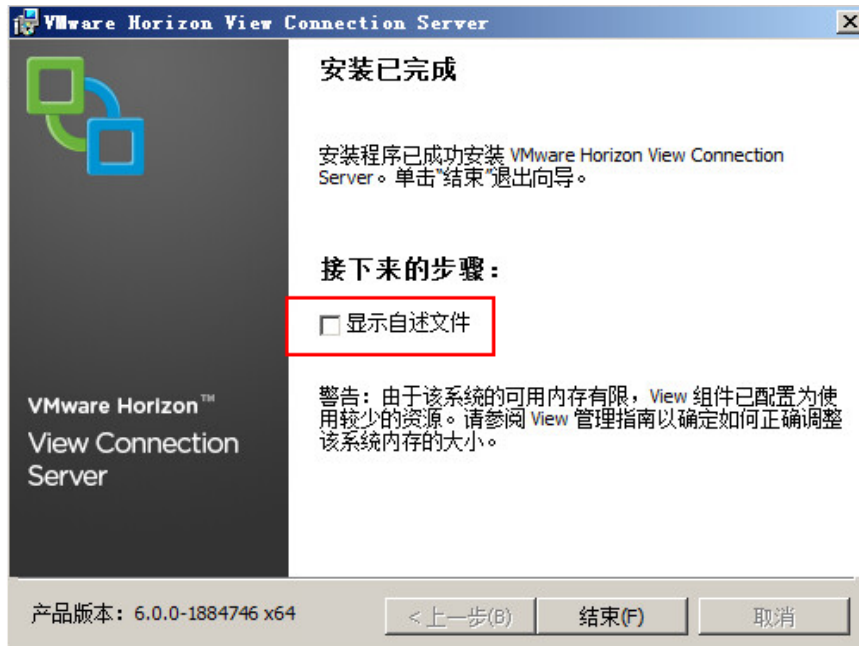 VMware Horizon View Connection Server
安装已完成
安装程序已成功安装 VMware Horizon View Connection
Server。单击"结束"退出向导。
接下来的步骤：
显示自述文件
警告：由于该系统的可用内存有限，View 组件已配置为使
用较少的资源。请参阅 View 管理指南以确定如何正确调整
该系统内存的大小。
VMware Horizon™
View Connection
Server
产品版本：6.0.0-1884746 x64
<上一步(B)
结束(F)
取消